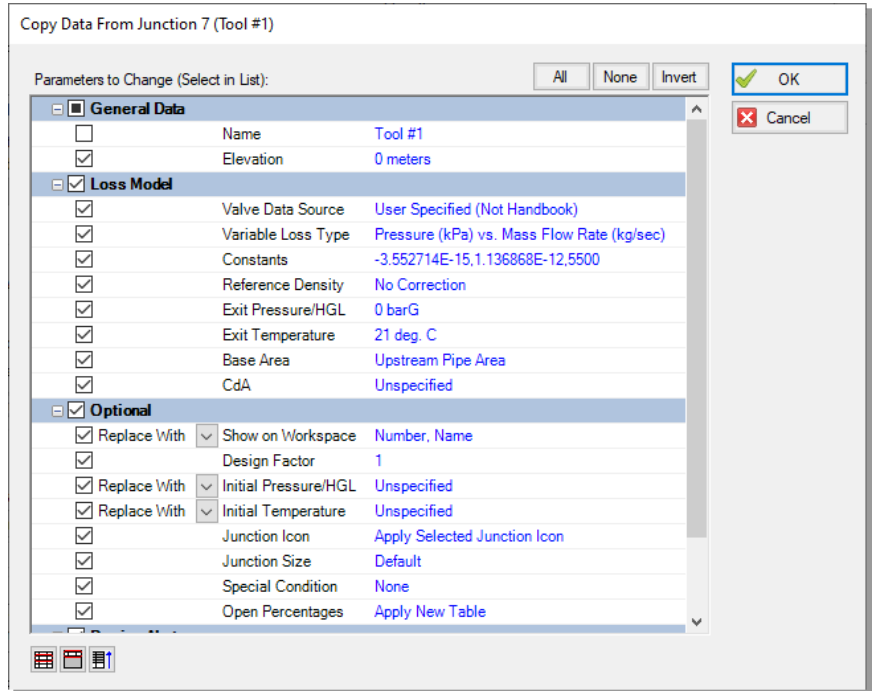 Copy Data From Junction 7 (Tool #1)
Parameters to Change (Select in List):
All
None
Invert
OK
Cancel
General Data
Name Tool #1
Elevation 0 meters
Loss Model
Valve Data Source User Specified (Not Handbook)
Variable Loss Type Pressure (kPa) vs. Mass Flow Rate (kg/sec)
Constants -3.552714E-15,1.136868E-12,5500
Reference Density No Correction
Exit Pressure/HGL 0 barG
Exit Temperature 21 deg. C
Base Area Upstream Pipe Area
CdA Unspecified
Optional
Replace With Show on Workspace Number, Name
Design Factor 1
Replace With Initial Pressure/HGL Unspecified
Replace With Initial Temperature Unspecified
Junction Icon Apply Selected Junction Icon
Junction Size Default
Special Condition None
Open Percentages Apply New Table